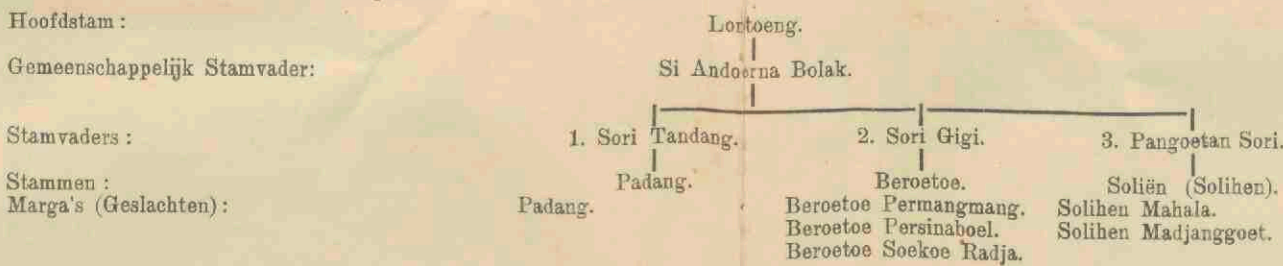 Hoofdstam : Lontoeng.
Gemeenschappelijk Stamvader: Si Andoerna Bolak.
Stamvaders : 1. Sori Tandang. 2. Sori Gigi. 3. Pangoetan Sori.
Stammen : Padang. Beroetoe. Soliën (Solihen).
Marga's (Geslachten) : Padang. Beroetoe Permangmang. Solihen Mahala.
Beroetoe Persinaboel. Solihen Madjanggoet.
Beroetoe Soekoe Radja.